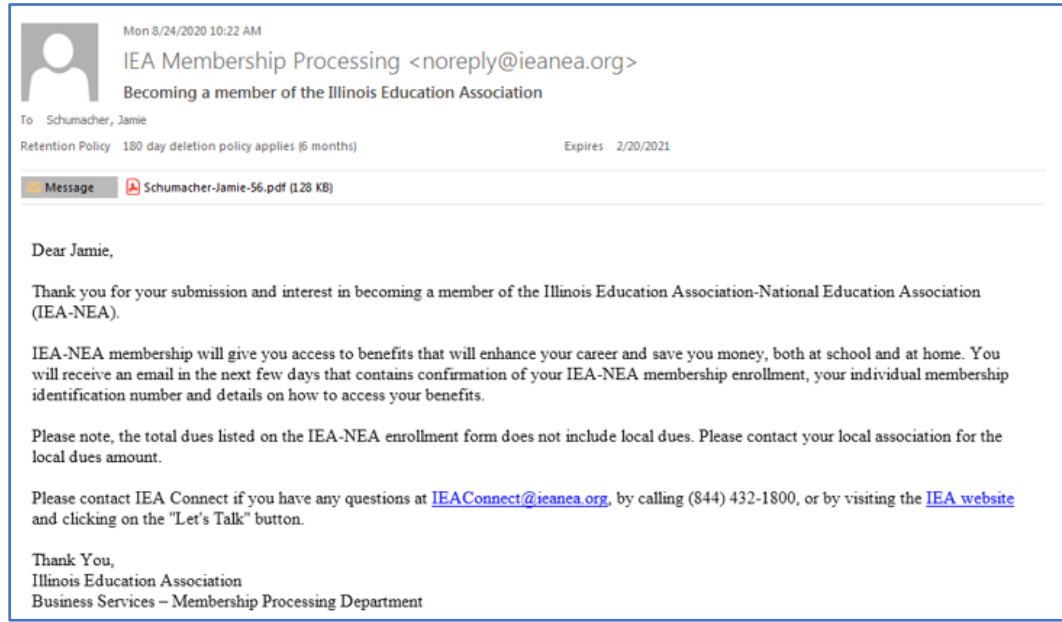 Mon 8/24/2020 10:22 AM
IEA Membership Processing <noreply@ieanea.org>
Becoming a member of the Illinois Education Association
To Schumacher, Jamie
Retention Policy 180 day deletion policy applies (6 months) Expires 2/20/2021
Message Schumacher-Jamie-56.pdf (128 KB)
Dear Jamie,
Thank you for your submission and interest in becoming a member of the Illinois Education Association-National Education Association
(IEA-NEA).
IEA-NEA membership will give you access to benefits that will enhance your career and save you money, both at school and at home. You
will receive an email in the next few days that contains confirmation of your IEA-NEA membership enrollment, your individual membership
identification number and details on how to access your benefits.
Please note, the total dues listed on the IEA-NEA enrollment form does not include local dues. Please contact your local association for the
local dues amount.
Please contact IEA Connect if you have any questions at IEAConnect@ieanea.org, by calling (844) 432-1800, or by visiting the IEA website
and clicking on the "Let's Talk" button.
Thank You,
Illinois Education Association
Business Services – Membership Processing Department